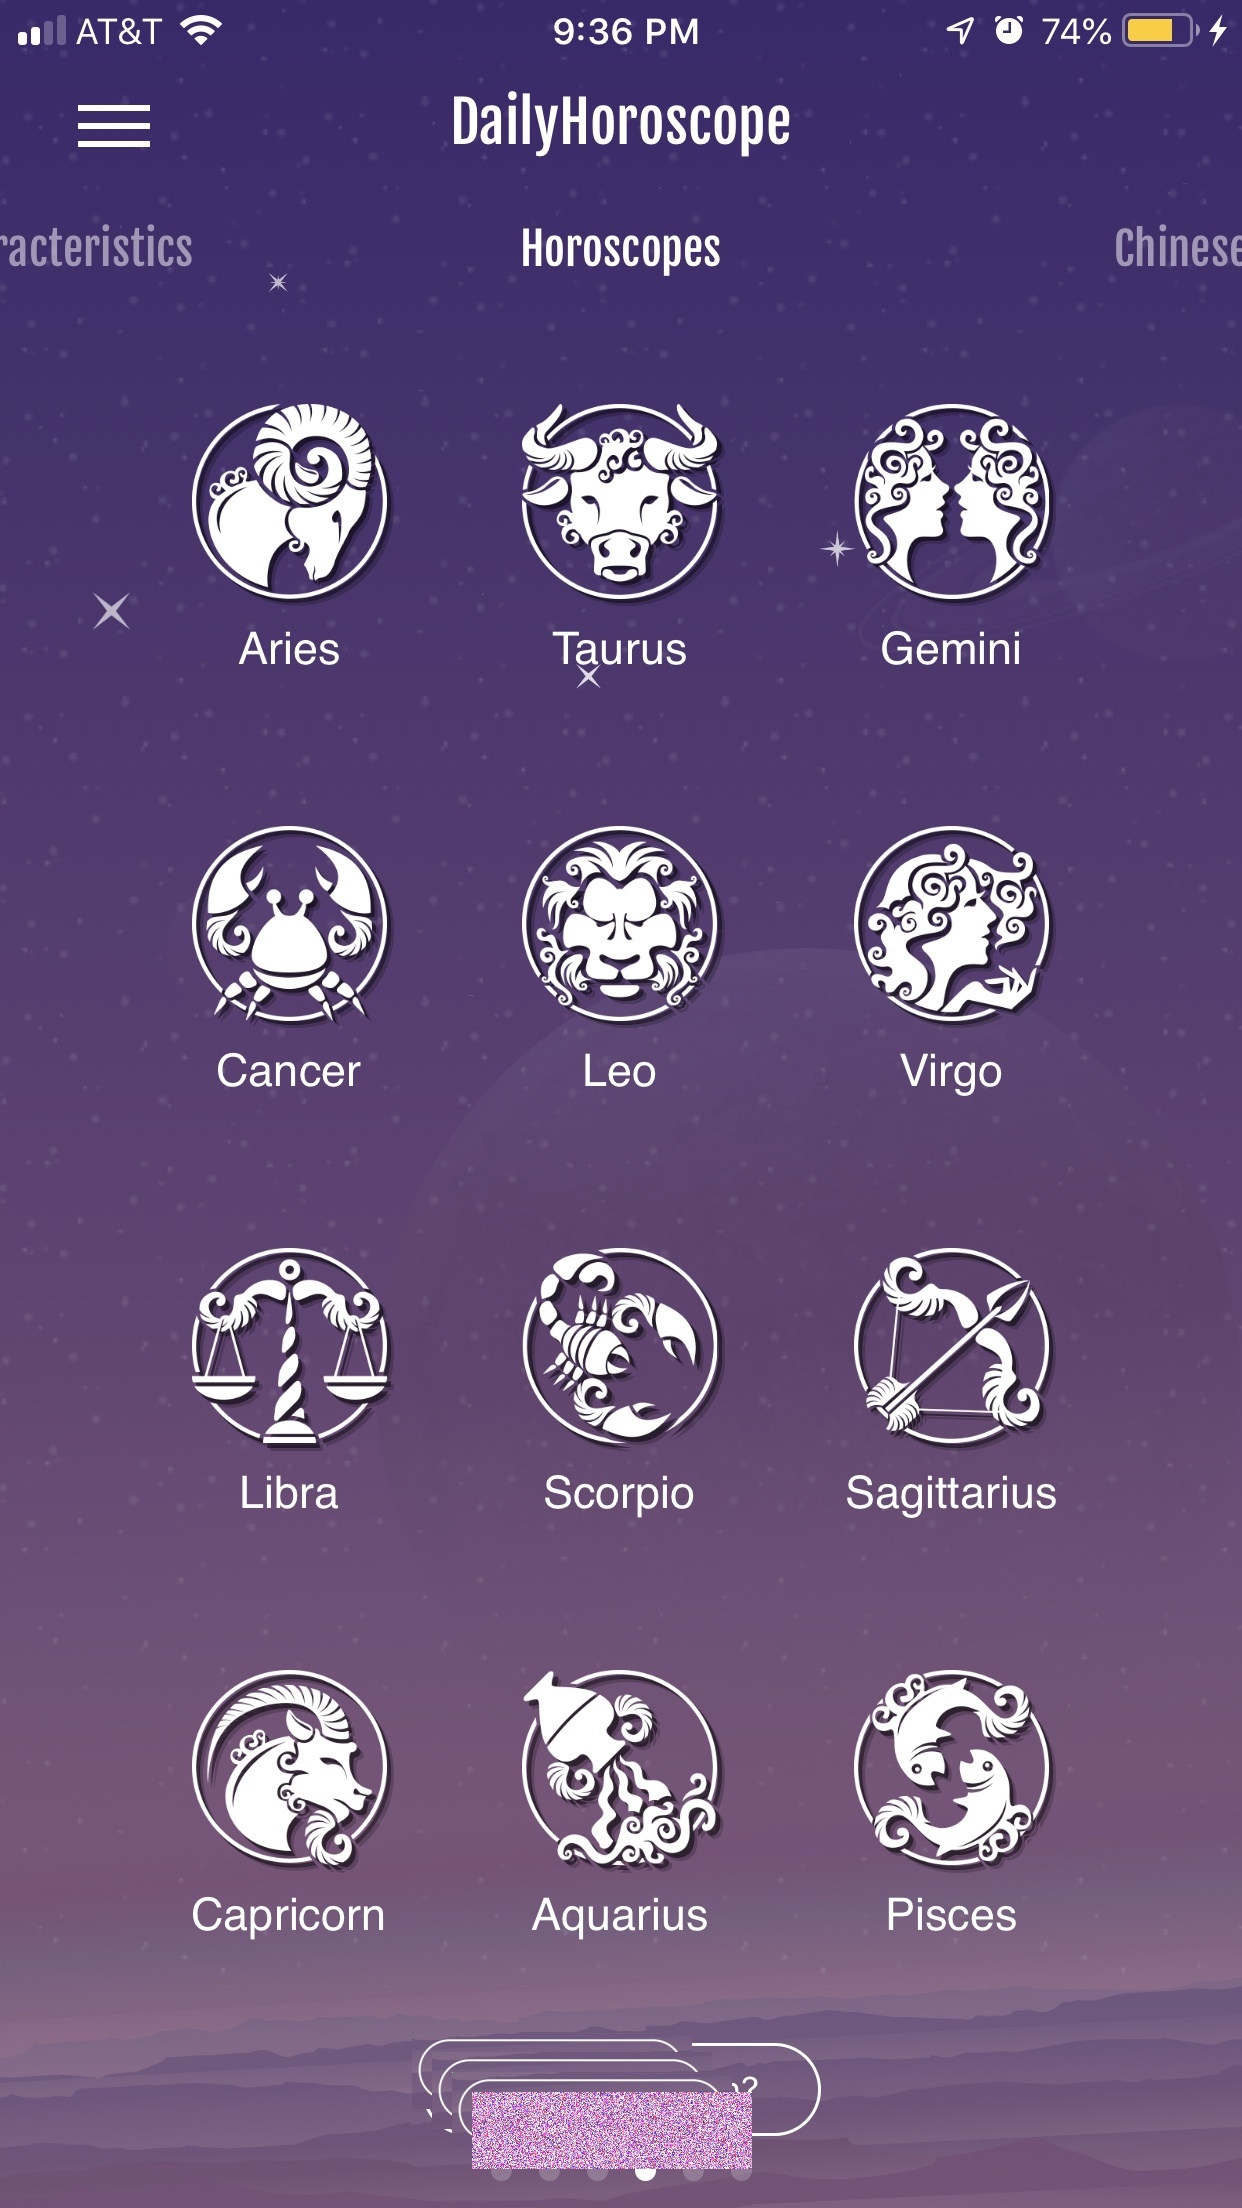 AT&T 9:36 PM 74%
DailyHoroscope
racteristics Horoscopes Chinese
Aries Taurus Gemini
Cancer Leo Virgo
Libra Scorpio Sagittarius
Capricorn Aquarius Pisces